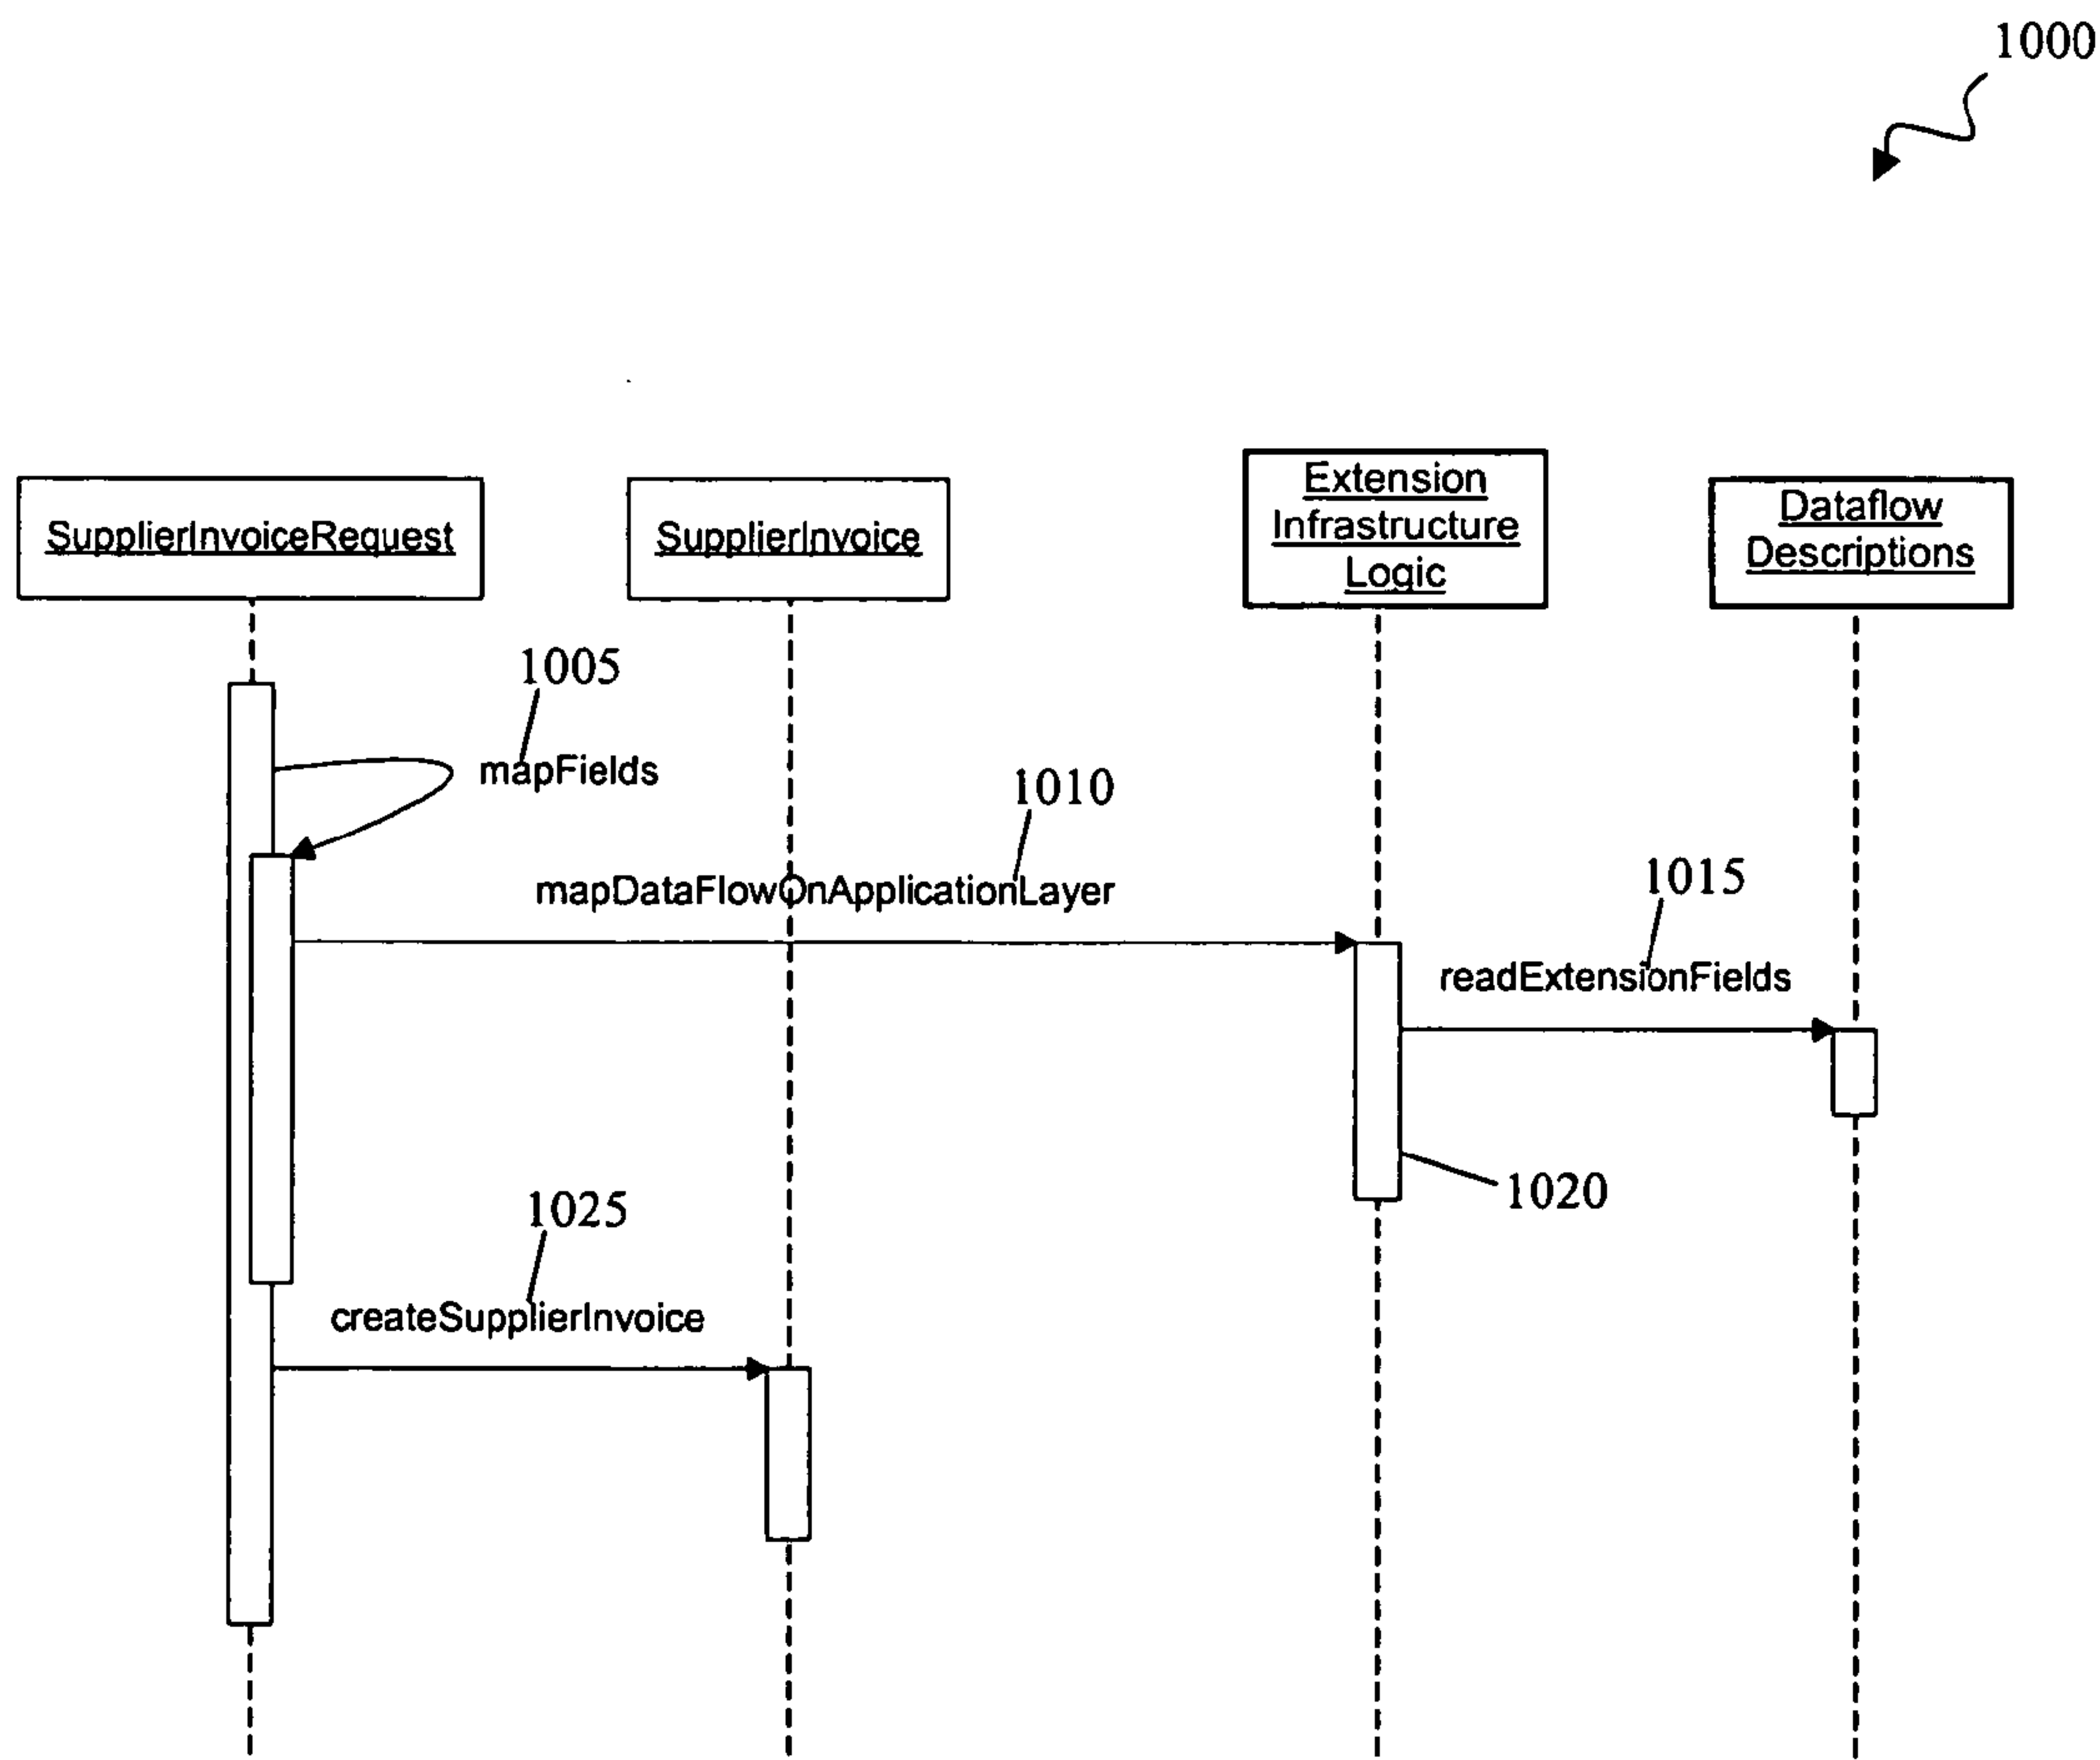 1000
SupplierInvoiceRequest
SupplierInvoice
Extension
Infrastructure
Logic
Dataflow
Descriptions
1005
mapFields
1010
mapDataFlowOnApplicationLayer
1015
readExtensionFields
1020
1025
createSupplierInvoice